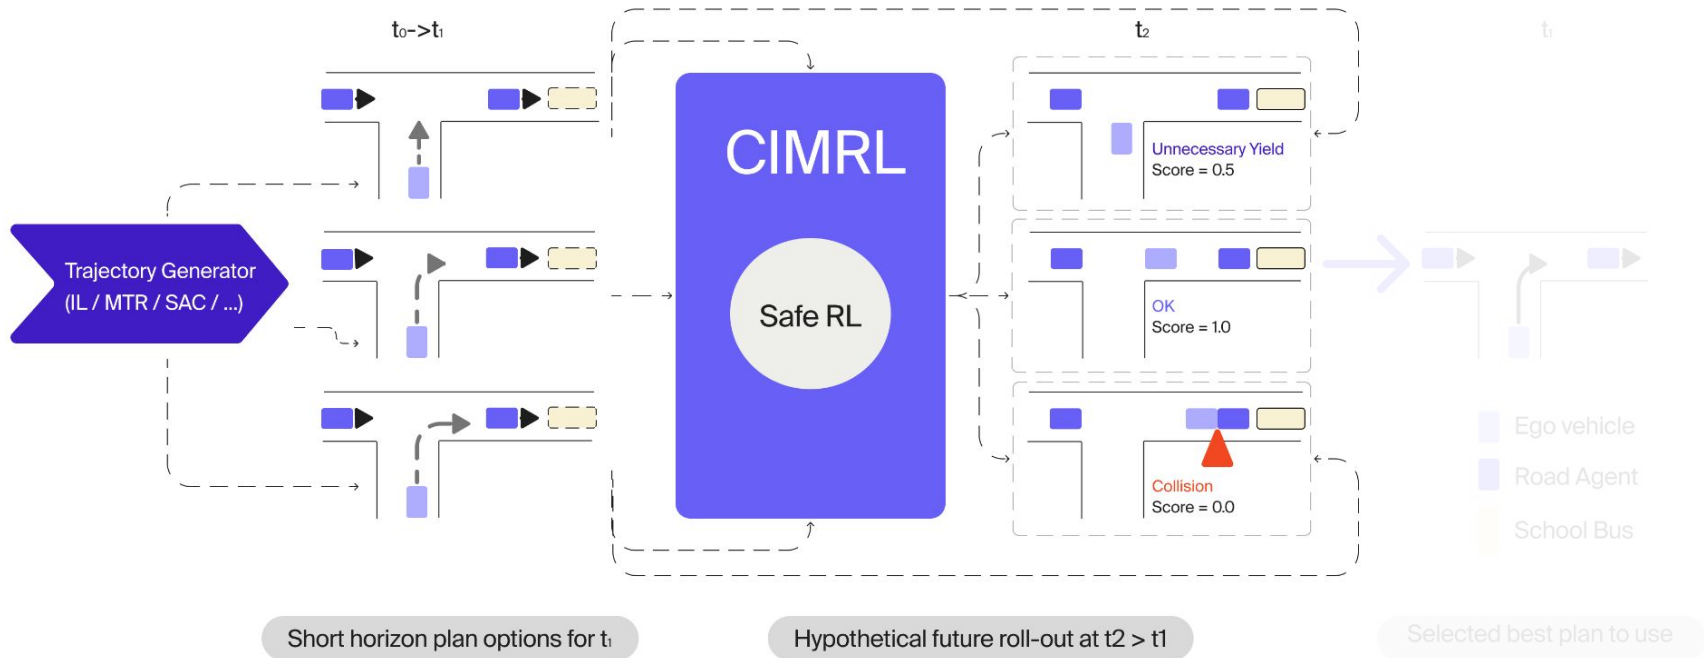 t₀->t₁
t₂
t₁
CIMRL
Safe RL
Trajectory Generator
(IL / MTR / SAC / ...)
Unnecessary Yield
Score = 0.5
OK
Score = 1.0
Collision
Score = 0.0
Ego vehicle
Road Agent
School Bus
Short horizon plan options for t₁
Hypothetical future roll-out at t2 > t1
Selected best plan to use